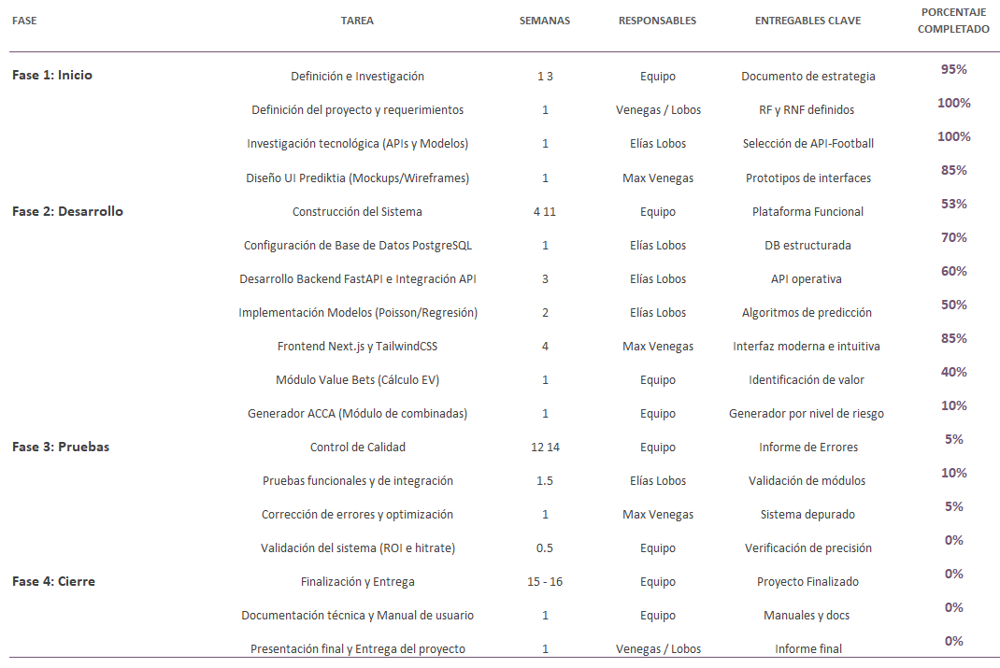 FASE TAREA SEMANAS RESPONSABLES ENTREGABLES CLAVE PORCENTAJE COMPLETADO
Fase 1: Inicio Definición e Investigación 1 3 Equipo Documento de estrategia 95%
Definición del proyecto y requerimientos 1 Venegas / Lobos RF y RNF definidos 100%
Investigación tecnológica (APIs y Modelos) 1 Elías Lobos Selección de API-Football 100%
Diseño UI Prediktia (Mockups/Wireframes) 1 Max Venegas Prototipos de interfaces 85%
Fase 2: Desarrollo Construcción del Sistema 4 11 Equipo Plataforma Funcional 53%
Configuración de Base de Datos PostgreSQL 1 Elías Lobos DB estructurada 70%
Desarrollo Backend FastAPI e Integración API 3 Elías Lobos API operativa 60%
Implementación Modelos (Poisson/Regresión) 2 Elías Lobos Algoritmos de predicción 50%
Frontend Next.js y TailwindCSS 4 Max Venegas Interfaz moderna e intuitiva 85%
Módulo Value Bets (Cálculo EV) 1 Equipo Identificación de valor 40%
Generador ACCA (Módulo de combinadas) 1 Equipo Generador por nivel de riesgo 10%
Fase 3: Pruebas Control de Calidad 12 14 Equipo Informe de Errores 5%
Pruebas funcionales y de integración 1.5 Elías Lobos Validación de módulos 10%
Corrección de errores y optimización 1 Max Venegas Sistema depurado 5%
Validación del sistema (ROI e hitrate) 0.5 Equipo Verificación de precisión 0%
Fase 4: Cierre Finalización y Entrega 15 - 16 Equipo Proyecto Finalizado 0%
Documentación técnica y Manual de usuario 1 Equipo Manuales y docs 0%
Presentación final y Entrega del proyecto 1 Venegas / Lobos Informe final 0%